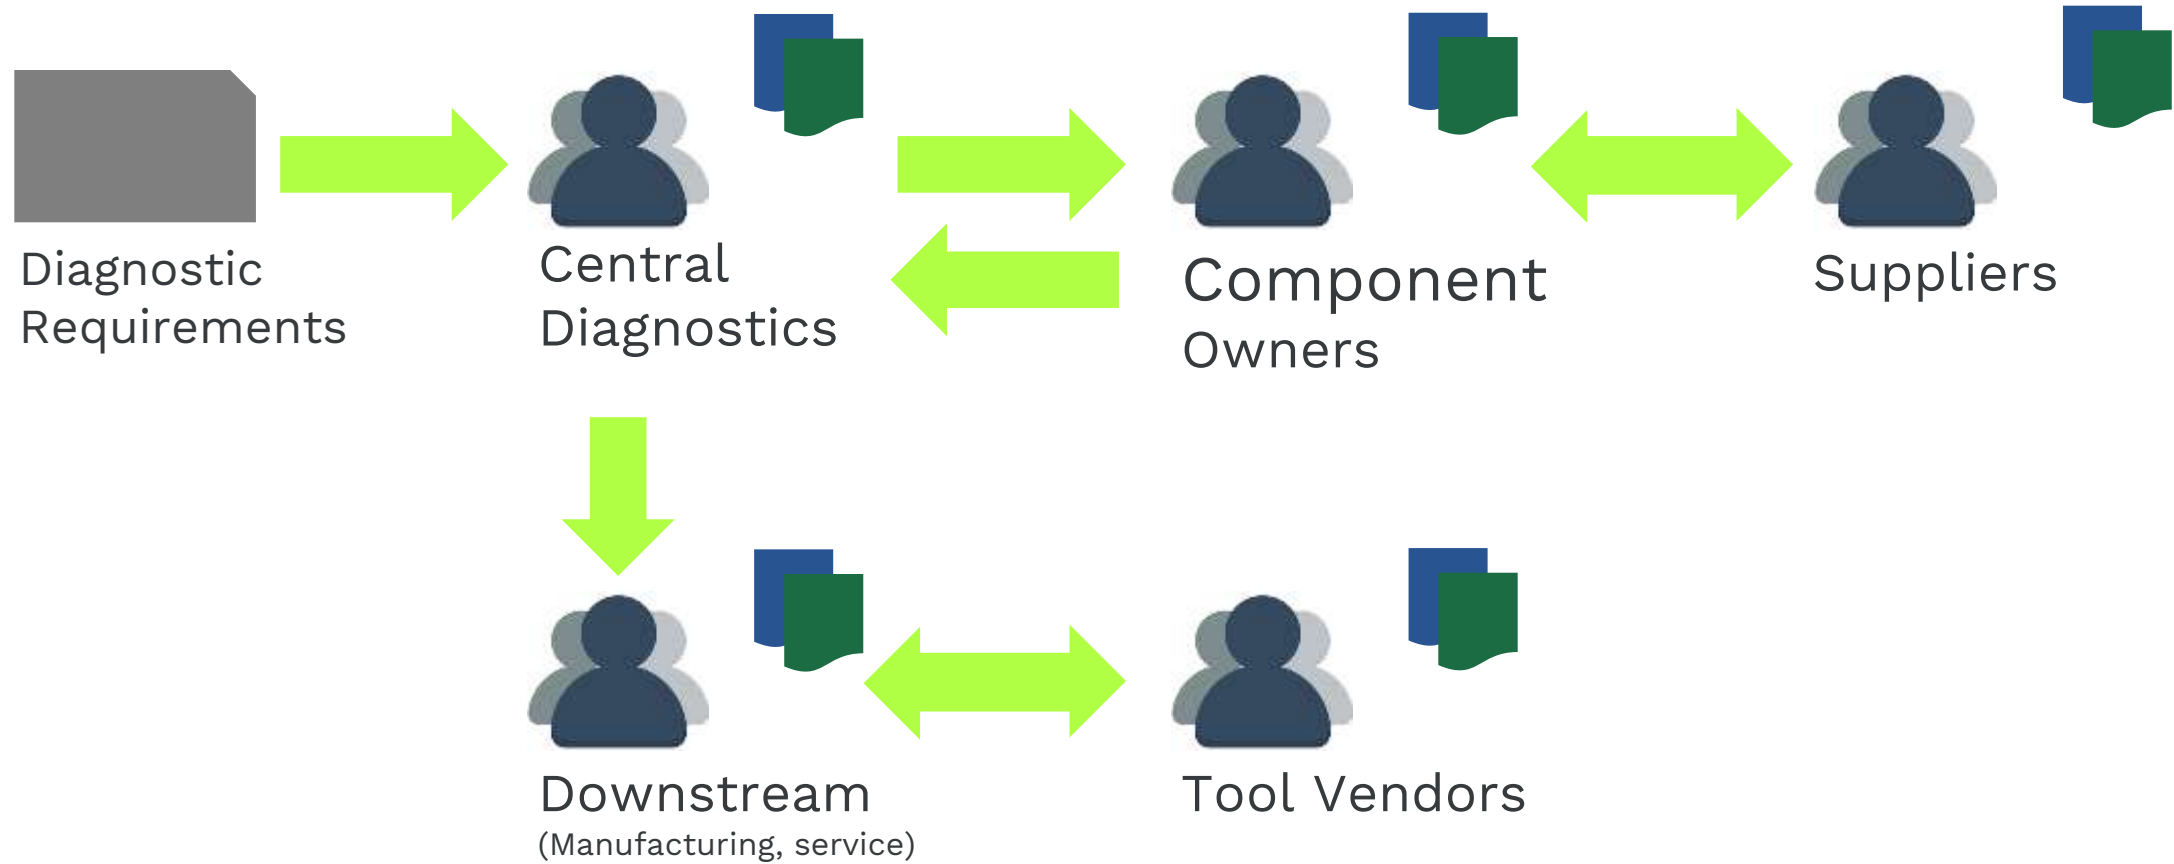 Diagnostic
Requirements
Central
Diagnostics
Component
Owners
Suppliers
Downstream
(Manufacturing, service)
Tool Vendors